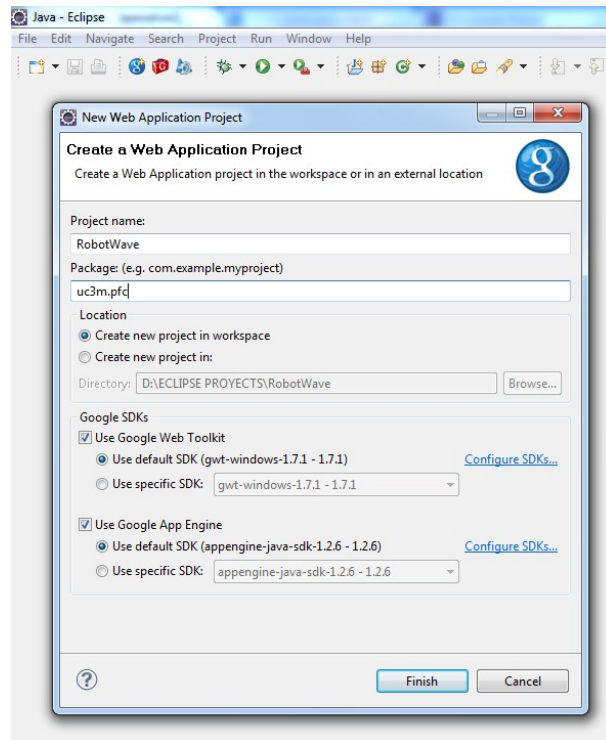 Java - Eclipse
File Edit Navigate Search Project Run Window Help
New Web Application Project
Create a Web Application Project
Create a Web Application project in the workspace or in an external location
Project name:
RobotWave
Package: (e.g. com.example.myproject)
uc3m.pfc
Location
Create new project in workspace
Create new project in:
Directory: D:\ECLIPSE PROYECTS\RobotWave Browse...
Google SDKs
Use Google Web Toolkit
Use default SDK (gwt-windows-1.7.1 - 1.7.1) Configure SDKs...
Use specific SDK: gwt-windows-1.7.1 - 1.7.1
Use Google App Engine
Use default SDK (appengine-java-sdk-1.2.6 - 1.2.6) Configure SDKs...
Use specific SDK: appengine-java-sdk-1.2.6 - 1.2.6
Finish Cancel